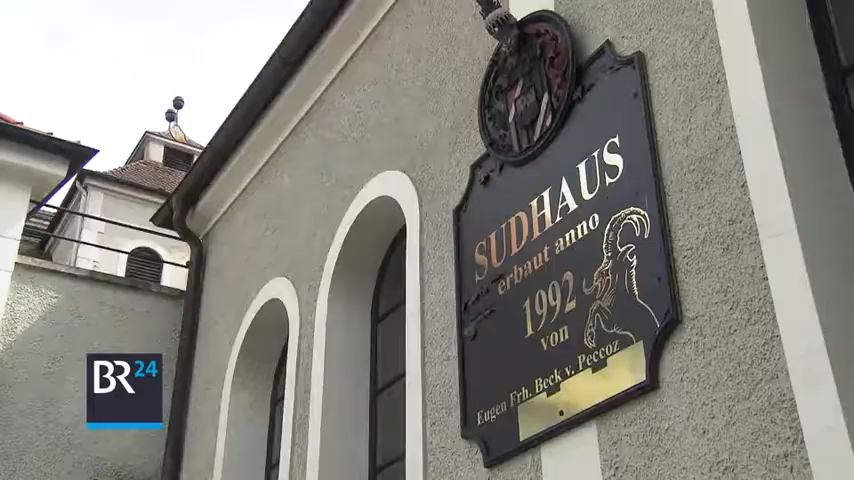 SUDHAUS
erbaut anno
1992
von
Eugen Frh. Beck v. Peccoz
BR24